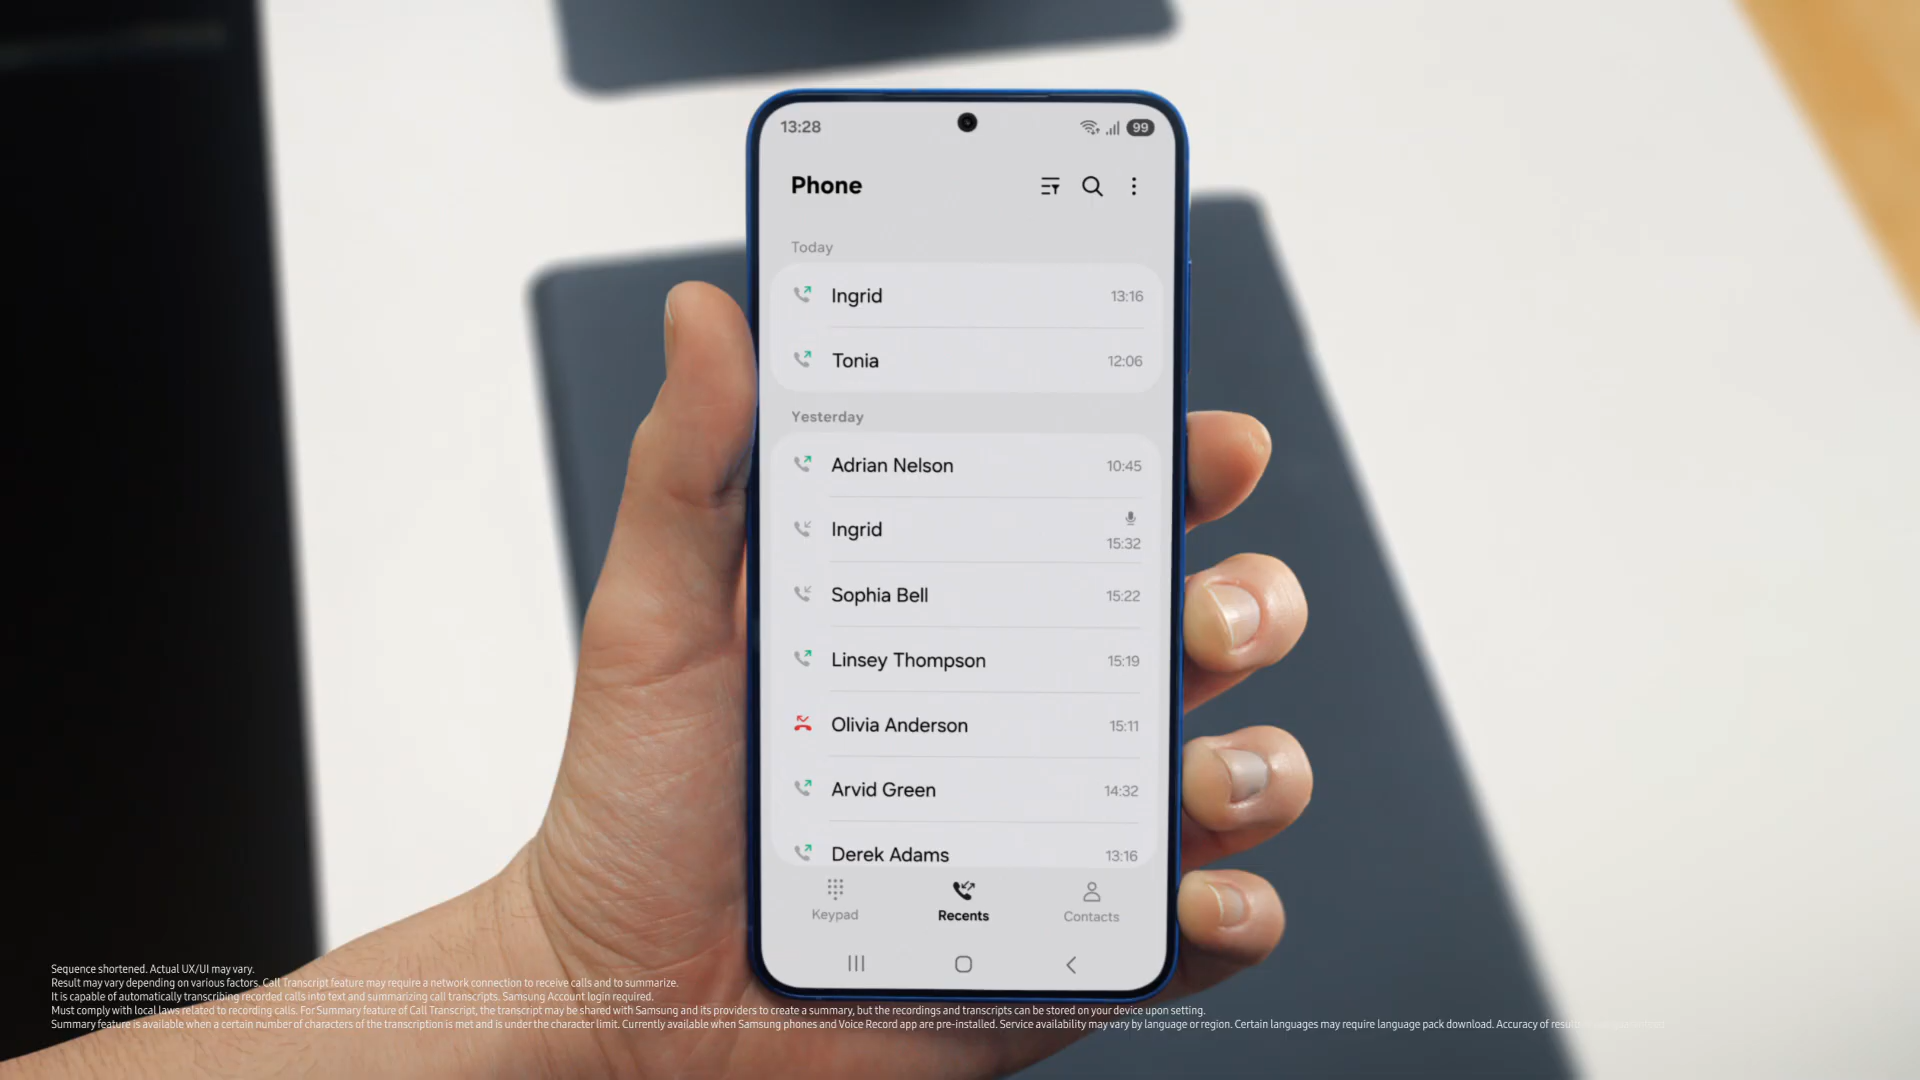 13:28
99
Phone
Today
Ingrid 13:16
Tonia 12:06
Yesterday
Adrian Nelson 10:45
Ingrid 15:32
Sophia Bell 15:22
Linsey Thompson 15:19
Olivia Anderson 15:11
Arvid Green 14:32
Derek Adams 13:16
Keypad Recents Contacts
Sequence shortened. Actual UX/UI may vary.
Result may vary depending on various factors. Call Transcript feature may require a network connection to receive calls and to summarize.
It is capable of automatically transcribing recorded calls into text and summarizing call transcripts. Samsung Account login required.
Must comply with local laws related to recording calls. For Summary feature of Call Transcript, the transcript may be shared with Samsung and its providers to create a summary, but the recordings and transcripts can be stored on your device upon setting.
Summary feature is available when a certain number of characters of the transcription is met and is under the character limit. Currently available when Samsung phones and Voice Record app are pre-installed. Service availability may vary by language or region. Certain languages may require language pack download. Accuracy of